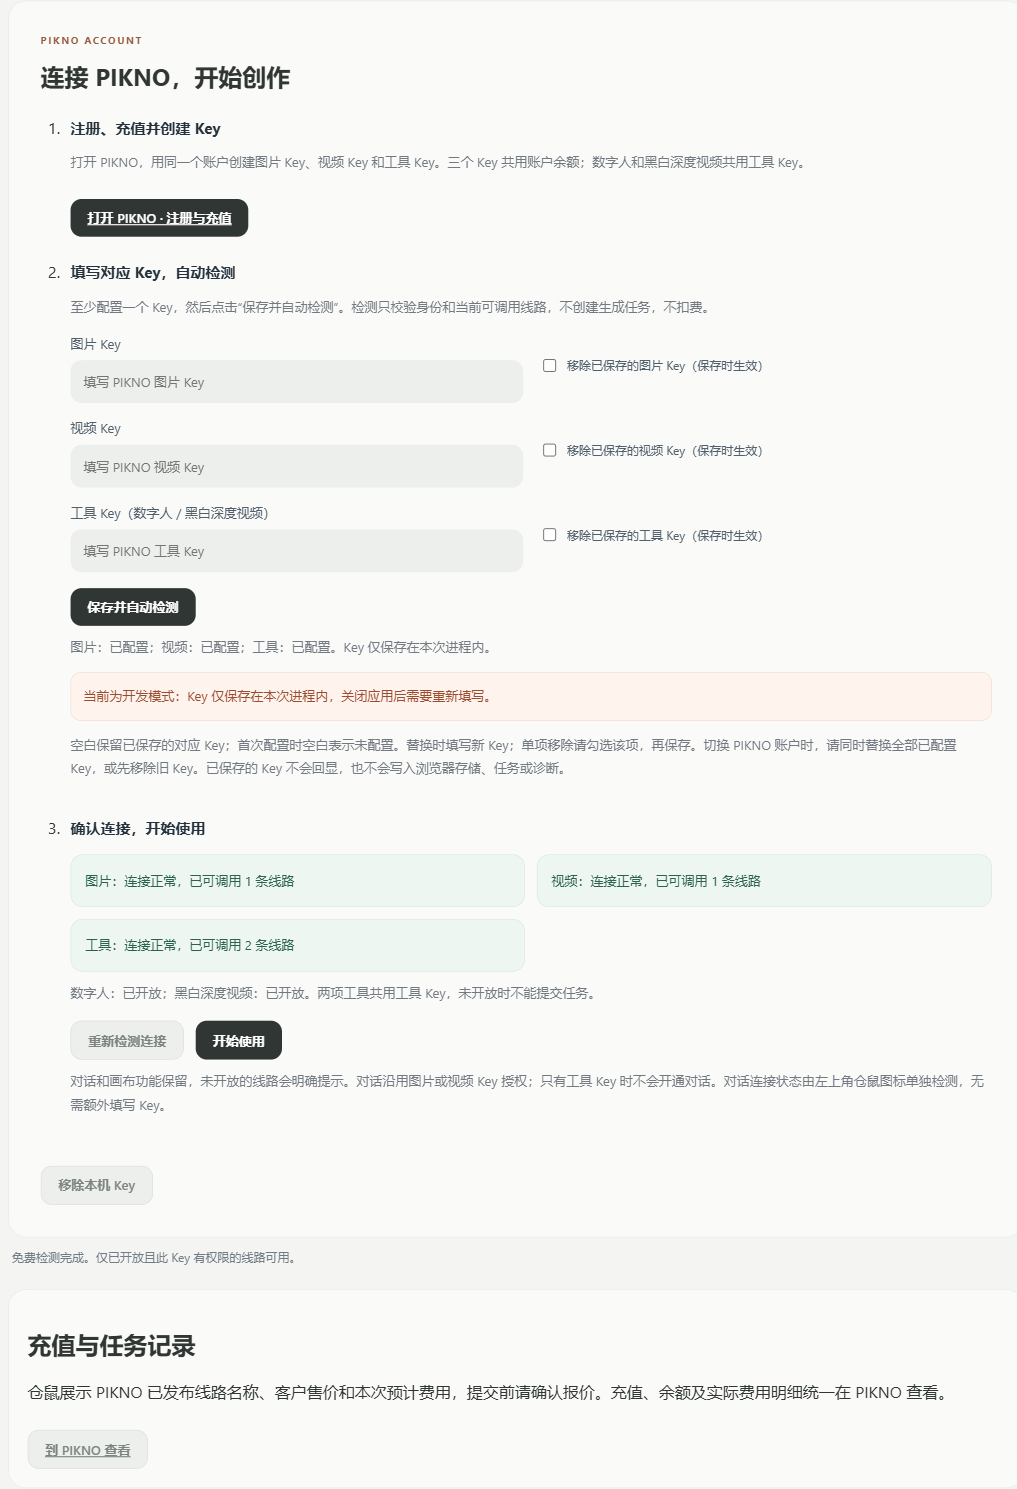 PIKNO ACCOUNT
连接 PIKNO，开始创作
1. 注册、充值并创建 Key
打开 PIKNO，用同一个账户创建图片 Key、视频 Key 和工具 Key。三个 Key 共用账户余额；数字人和黑白深度视频共用工具 Key。
打开 PIKNO · 注册与充值
2. 填写对应 Key，自动检测
至少配置一个 Key，然后点击“保存并自动检测”。检测只校验身份和当前可调用线路，不创建生成任务，不扣费。
图片 Key
填写 PIKNO 图片 Key
移除已保存的图片 Key（保存时生效）
视频 Key
填写 PIKNO 视频 Key
移除已保存的视频 Key（保存时生效）
工具 Key（数字人 / 黑白深度视频）
填写 PIKNO 工具 Key
移除已保存的工具 Key（保存时生效）
保存并自动检测
图片：已配置；视频：已配置；工具：已配置。Key 仅保存在本次进程内。
当前为开发模式：Key 仅保存在本次进程内，关闭应用后需要重新填写。
空白保留已保存的对应 Key；首次配置时空白表示未配置。替换时填写新 Key；单项移除请勾选该项，再保存。切换 PIKNO 账户时，请同时替换全部已配置
Key，或先移除旧 Key。已保存的 Key 不会回显，也不会写入浏览器存储、任务或诊断。
3. 确认连接，开始使用
图片：连接正常，已可调用 1 条线路
视频：连接正常，已可调用 1 条线路
工具：连接正常，已可调用 2 条线路
数字人：已开放；黑白深度视频：已开放。两项工具共用工具 Key，未开放时不能提交任务。
重新检测连接
开始使用
对话和画布功能保留，未开放的线路会明确提示。对话沿用图片或视频 Key 授权；只有工具 Key 时不会开通对话。对话连接状态由左上角仓鼠图标单独检测，无
需额外填写 Key。
移除本机 Key
免费检测完成。仅已开放且此 Key 有权限的线路可用。
充值与任务记录
仓鼠展示 PIKNO 已发布线路名称、客户售价和本次预计费用，提交前请确认报价。充值、余额及实际费用明细统一在 PIKNO 查看。
到 PIKNO 查看